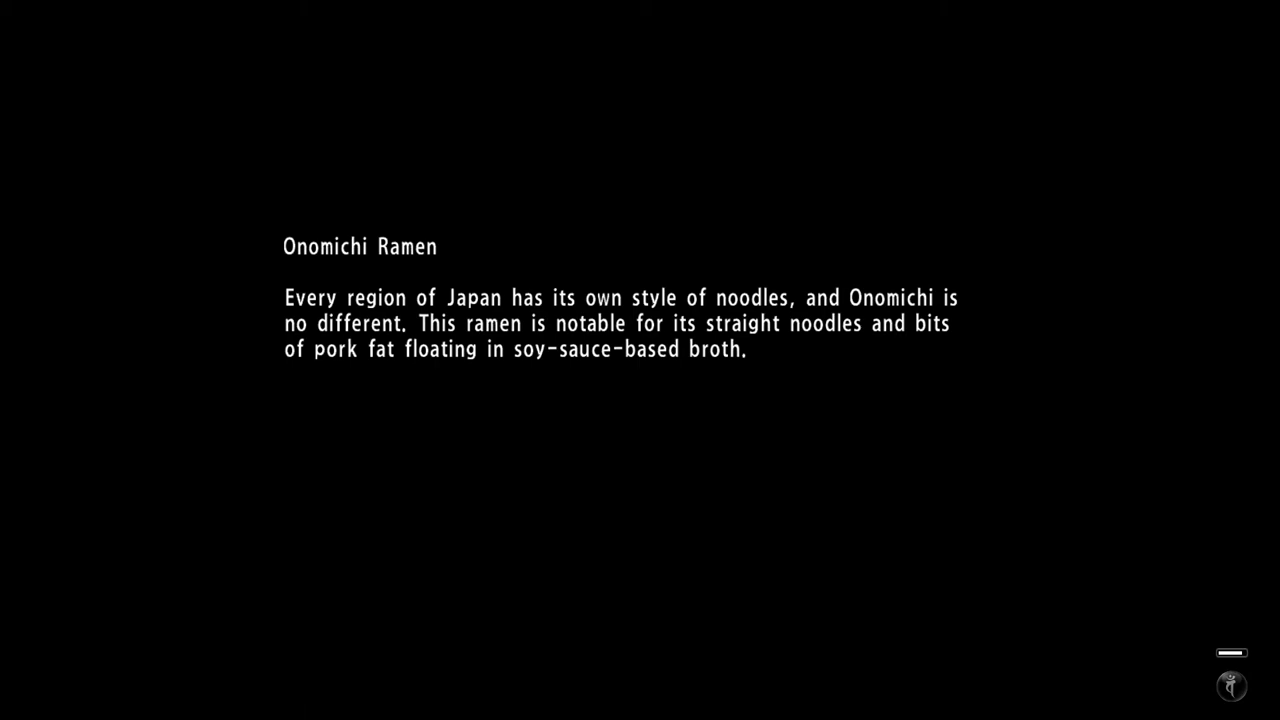 Onomichi Ramen
Every region of Japan has its own style of noodles, and Onomichi is
no different. This ramen is notable for its straight noodles and bits
of pork fat floating in soy-sauce-based broth.